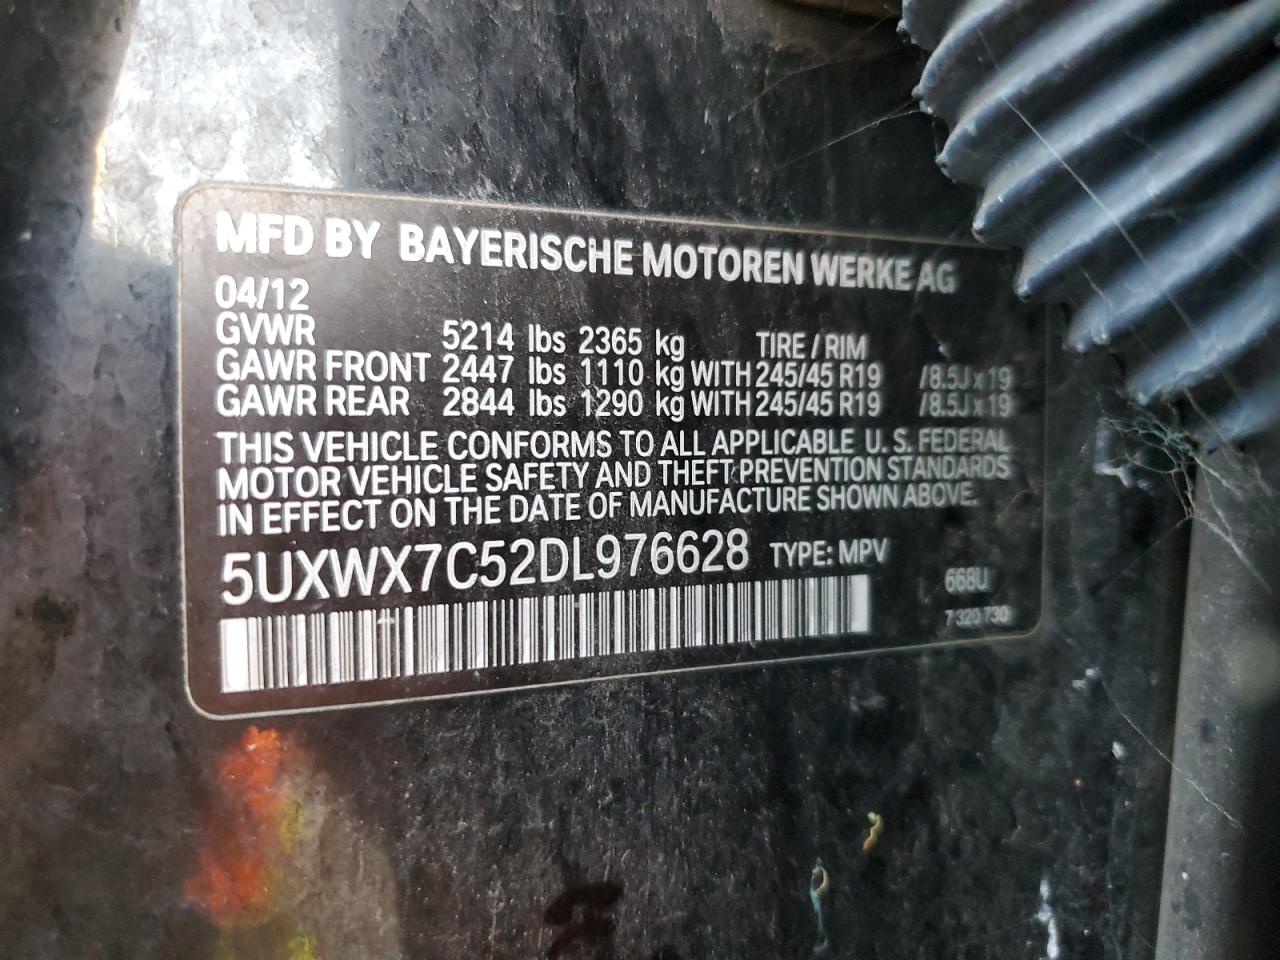 MFD BY BAYERISCHE MOTOREN WERKE AG
04/12
GVWR 5214 lbs 2365 kg TIRE / RIM
GAWR FRONT 2447 lbs 1110 kg WITH 245/45 R19 /8.5J x 19
GAWR REAR 2844 lbs 1290 kg WITH 245/45 R19 /8.5J x 19
THIS VEHICLE CONFORMS TO ALL APPLICABLE U. S. FEDERAL
MOTOR VEHICLE SAFETY AND THEFT PREVENTION STANDARDS
IN EFFECT ON THE DATE OF MANUFACTURE SHOWN ABOVE.
5UXWX7C52DL976628 TYPE: MPV
668U
7 320 730